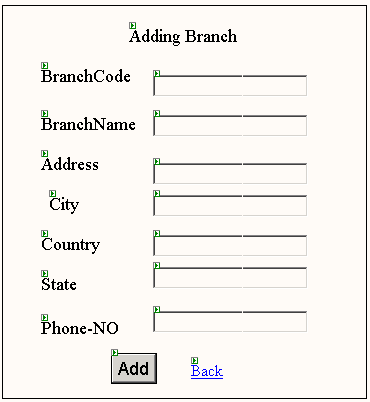 Adding Branch
BranchCode
BranchName
Address
City
Country
State
Phone-NO
Add Back